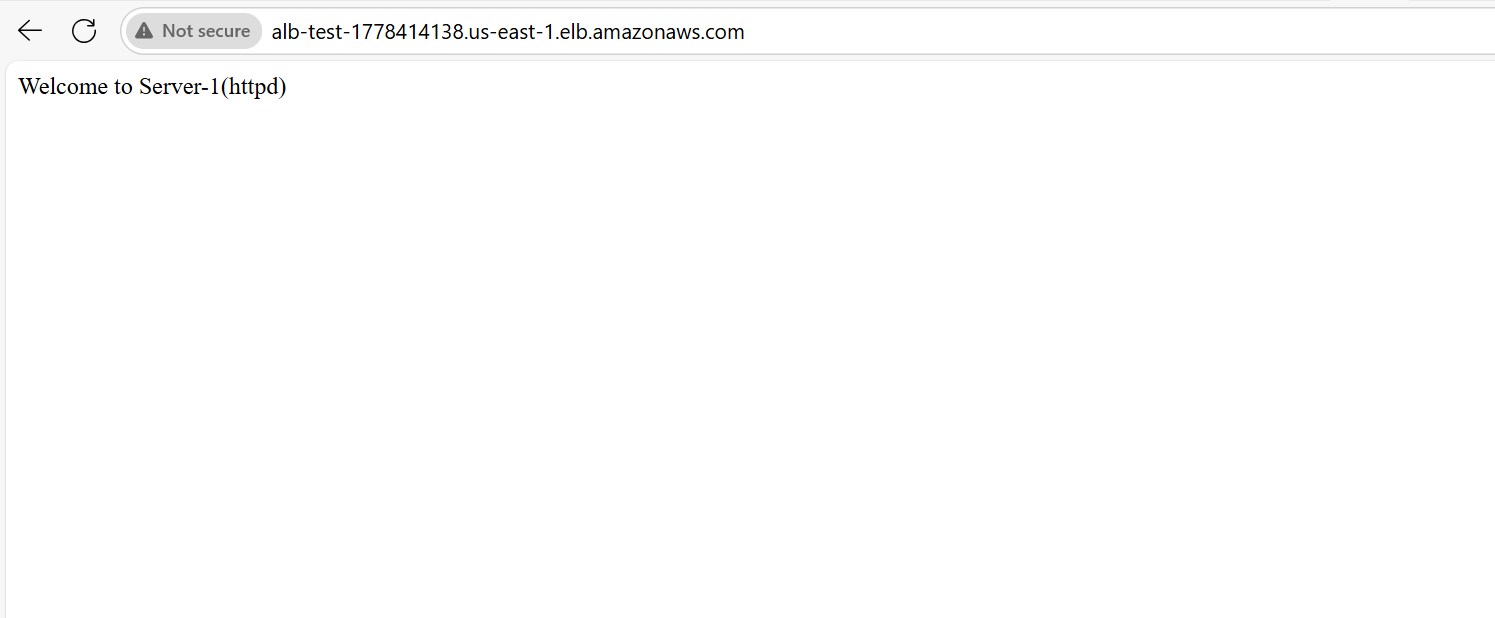 Not secure alb-test-1778414138.us-east-1.elb.amazonaws.com
Welcome to Server-1(httpd)